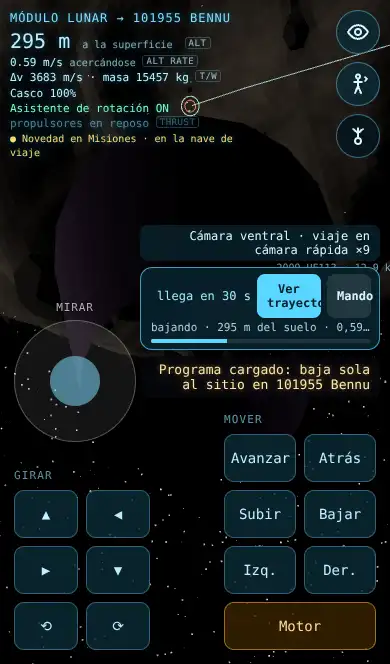 MÓDULO LUNAR → 101955 BENNU
295 m a la superficie ALT
0.59 m/s acercándose ALT RATE
Δv 3683 m/s · masa 15457 kg T/W
Casco 100%
Asistente de rotación ON
propulsores en reposo THRUST
● Novedad en Misiones · en la nave de
viaje
Cámara ventral · viaje en
cámara rápida ×9
llega en 30 s
Ver
trayecto
Mando
bajando · 295 m del suelo · 0,59…
Programa cargado: baja sola
al sitio en 101955 Bennu
MIRAR
MOVER
Avanzar Atrás
GIRAR
▲ ◄ Subir Bajar
► ▼ Izq. Der.
⟲ ⟳ Motor